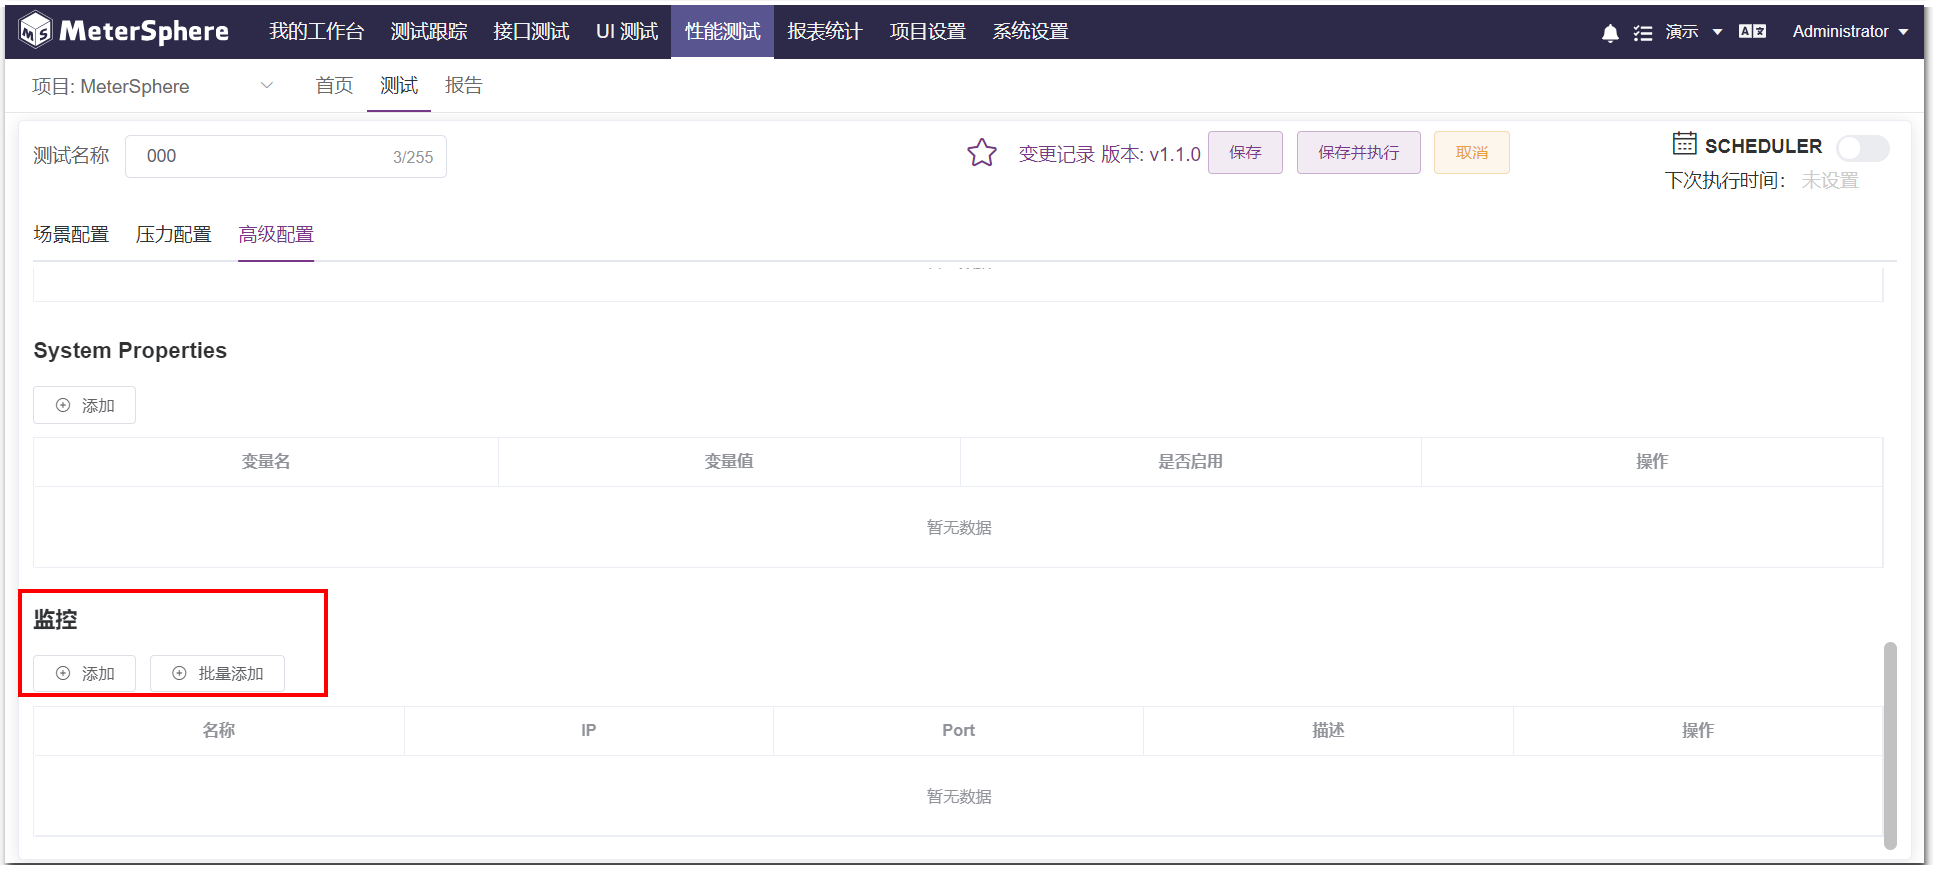 MeterSphere 我的工作台 测试跟踪 接口测试 UI 测试 性能测试 报表统计 项目设置 系统设置 演示 Administrator
项目: MeterSphere 首页 测试 报告
测试名称 000 3/255 变更记录 版本: v1.1.0 保存 保存并执行 取消 SCHEDULER
下次执行时间： 未设置
场景配置 压力配置 高级配置
System Properties
添加
变量名 变量值 是否启用 操作
暂无数据
监控
添加 批量添加
名称 IP Port 描述 操作
暂无数据